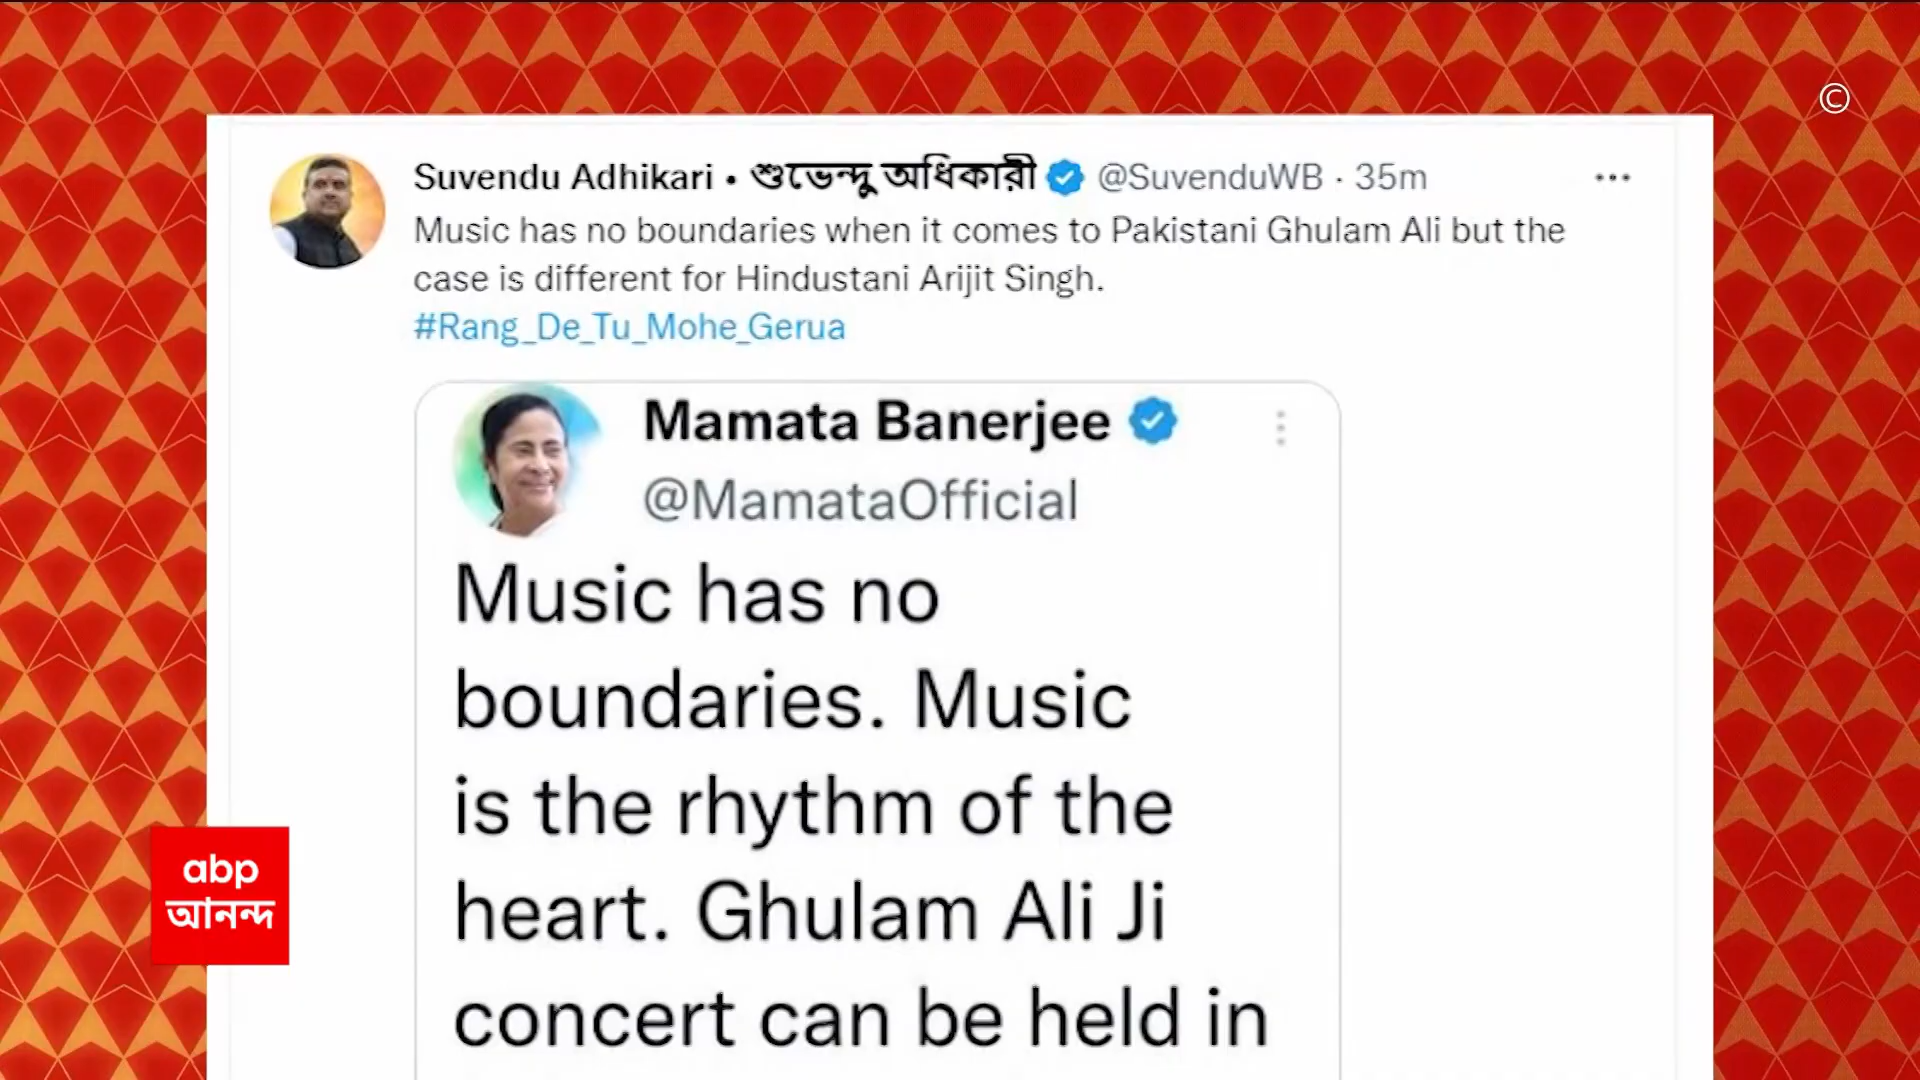 ©
Suvendu Adhikari • শুভেন্দু অধিকারী @SuvenduWB · 35m
Music has no boundaries when it comes to Pakistani Ghulam Ali but the
case is different for Hindustani Arijit Singh.
#Rang_De_Tu_Mohe_Gerua
Mamata Banerjee
@MamataOfficial
Music has no
boundaries. Music
is the rhythm of the
heart. Ghulam Ali Ji
concert can be held in
abp
আনন্দ